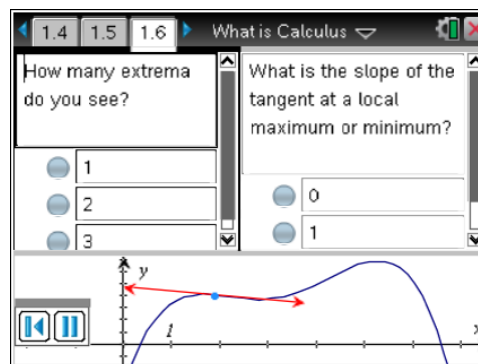 1.4 1.5 1.6 What is Calculus
How many extrema
do you see?
1
2
3
What is the slope of the
tangent at a local
maximum or minimum?
0
1
y
1
x